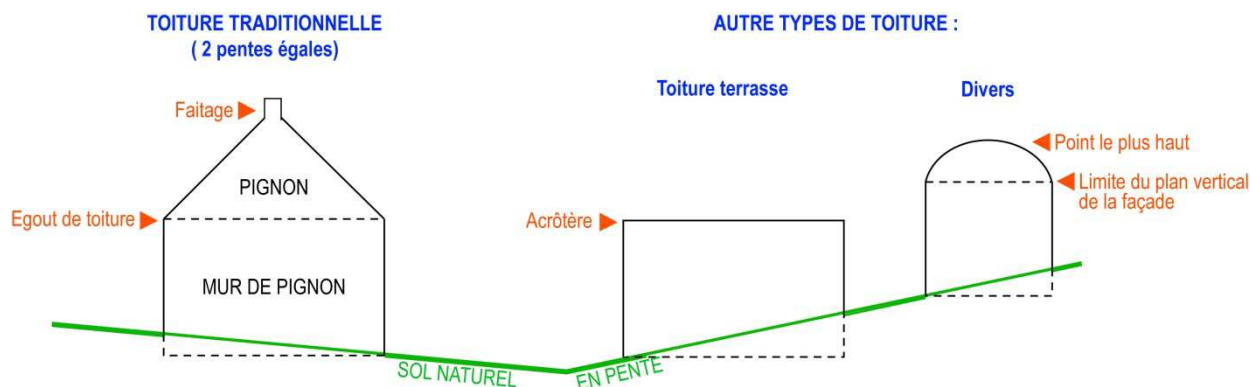 TOITURE TRADITIONNELLE
( 2 pentes égales)
AUTRE TYPES DE TOITURE :
Toiture terrasse
Divers
Faitage
Point le plus haut
PIGNON
Limite du plan vertical
de la façade
Egout de toiture
Acrôtère
MUR DE PIGNON
SOL NATUREL
EN PENTE